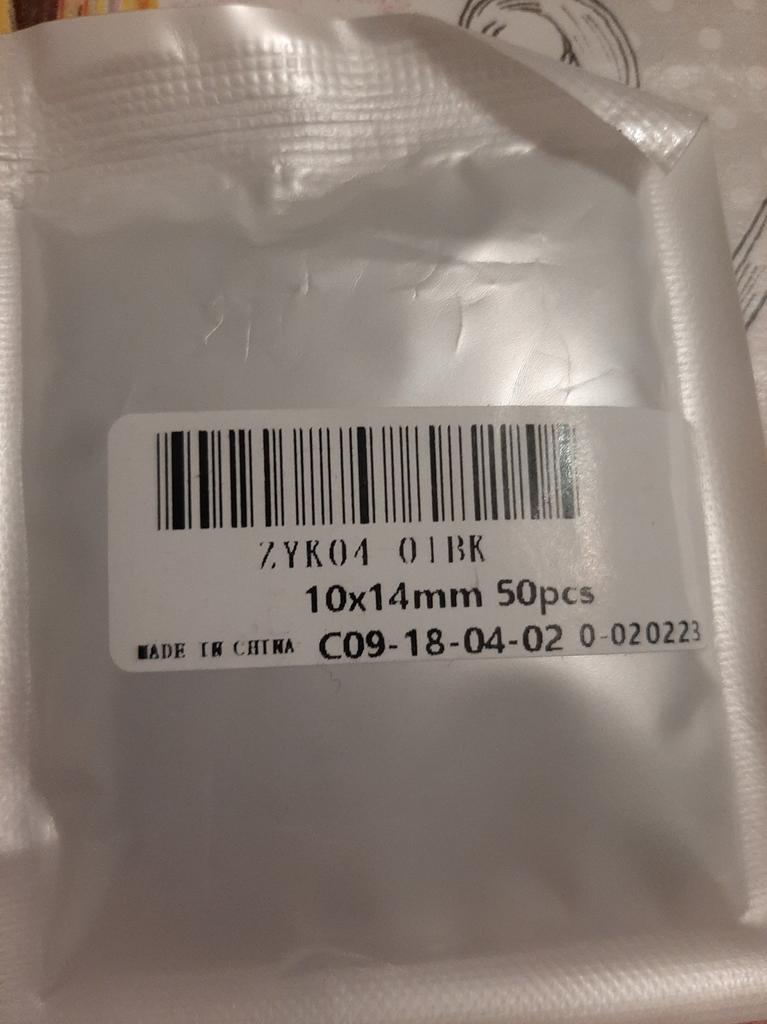 ZYK04 01BK
10x14mm 50pcs
MADE IN CHINA C09-18-04-02 0-020223